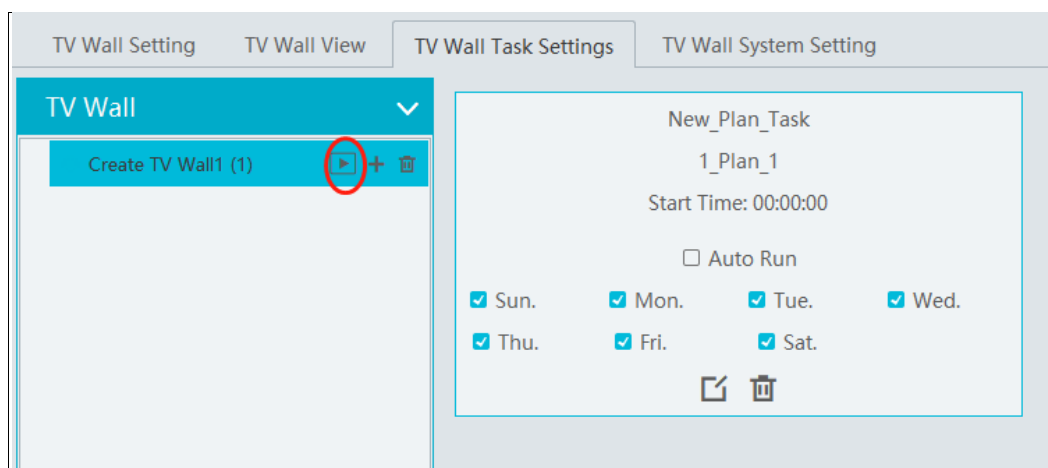 TV Wall Setting TV Wall View TV Wall Task Settings TV Wall System Setting
TV Wall
Create TV Wall1 (1)
New_Plan_Task
1_Plan_1
Start Time: 00:00:00
Auto Run
Sun. Mon. Tue. Wed.
Thu. Fri. Sat.